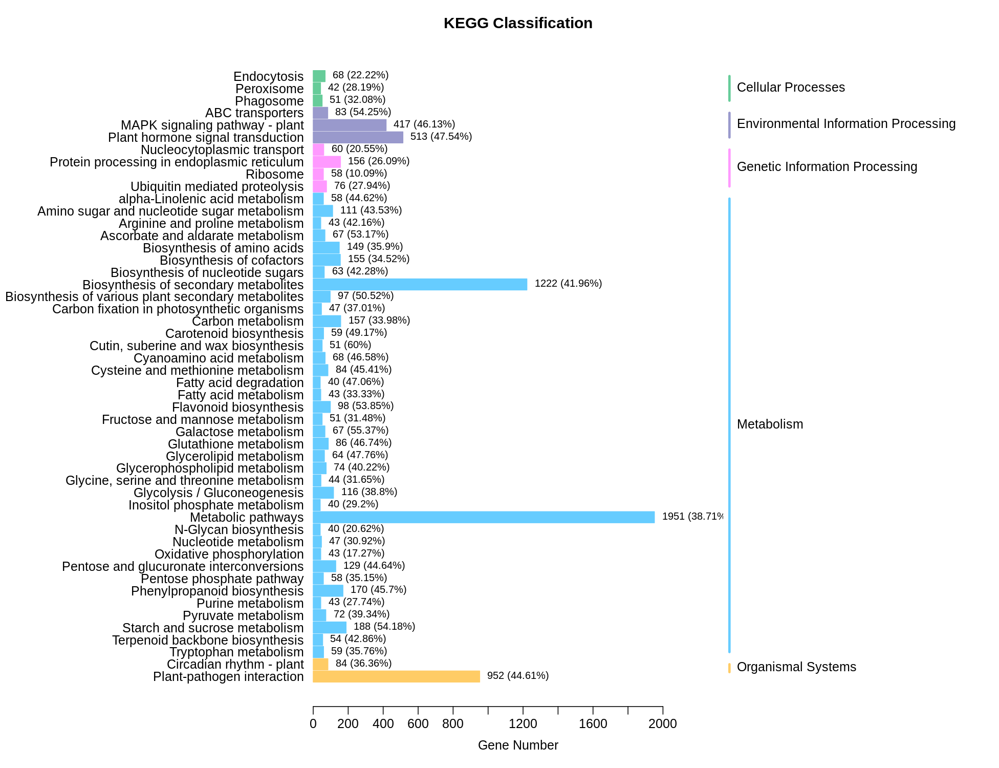 KEGG Classification
Endocytosis 68 (22.22%)
Peroxisome 42 (28.19%)
Cellular Processes
Phagosome 51 (32.08%)
ABC transporters 83 (54.25%)
MAPK signaling pathway - plant 417 (46.13%)
Environmental Information Processing
Plant hormone signal transduction 513 (47.54%)
Nucleocytoplasmic transport 60 (20.55%)
Protein processing in endoplasmic reticulum 156 (26.09%)
Genetic Information Processing
Ribosome 58 (10.09%)
Ubiquitin mediated proteolysis 76 (27.94%)
alpha-Linolenic acid metabolism 58 (44.62%)
Amino sugar and nucleotide sugar metabolism 111 (43.53%)
Arginine and proline metabolism 43 (42.16%)
Ascorbate and aldarate metabolism 67 (53.17%)
Biosynthesis of amino acids 149 (35.9%)
Biosynthesis of cofactors 155 (34.52%)
Biosynthesis of nucleotide sugars 63 (42.28%)
Biosynthesis of secondary metabolites 1222 (41.96%)
Biosynthesis of various plant secondary metabolites 97 (50.52%)
Carbon fixation in photosynthetic organisms 47 (37.01%)
Carbon metabolism 157 (33.98%)
Carotenoid biosynthesis 59 (49.17%)
Cutin, suberine and wax biosynthesis 51 (60%)
Cyanoamino acid metabolism 68 (46.58%)
Cysteine and methionine metabolism 84 (45.41%)
Fatty acid degradation 40 (47.06%)
Fatty acid metabolism 43 (33.33%)
Flavonoid biosynthesis 98 (53.85%)
Fructose and mannose metabolism 51 (31.48%)
Metabolism
Galactose metabolism 67 (55.37%)
Glutathione metabolism 86 (46.74%)
Glycerolipid metabolism 64 (47.76%)
Glycerophospholipid metabolism 74 (40.22%)
Glycine, serine and threonine metabolism 44 (31.65%)
Glycolysis / Gluconeogenesis 116 (38.8%)
Inositol phosphate metabolism 40 (29.2%)
Metabolic pathways 1951 (38.71%
N-Glycan biosynthesis 40 (20.62%)
Nucleotide metabolism 47 (30.92%)
Oxidative phosphorylation 43 (17.27%)
Pentose and glucuronate interconversions 129 (44.64%)
Pentose phosphate pathway 58 (35.15%)
Phenylpropanoid biosynthesis 170 (45.7%)
Purine metabolism 43 (27.74%)
Pyruvate metabolism 72 (39.34%)
Starch and sucrose metabolism 188 (54.18%)
Terpenoid backbone biosynthesis 54 (42.86%)
Tryptophan metabolism 59 (35.76%)
Circadian rhythm - plant 84 (36.36%)
Organismal Systems
Plant-pathogen interaction 952 (44.61%)
0 200 400 600 800 1200 1600 2000
Gene Number